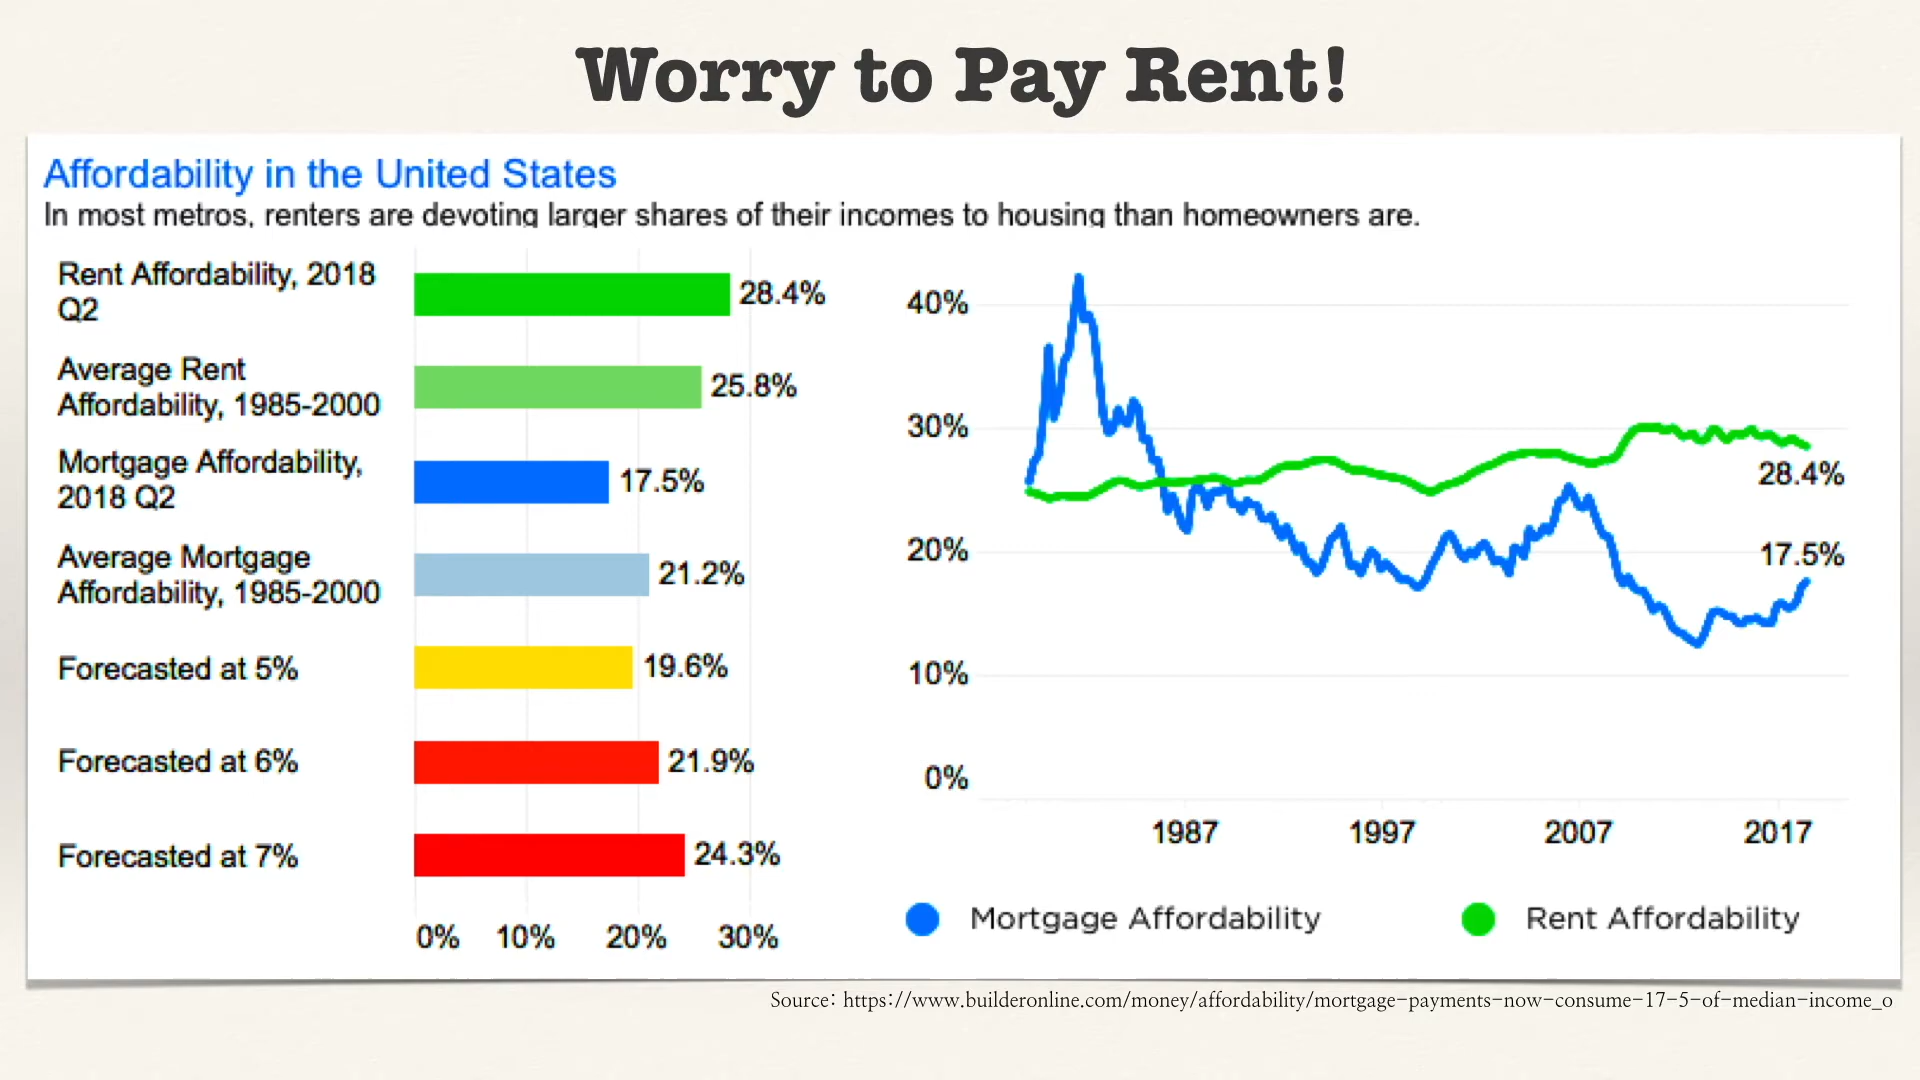 Worry to Pay Rent!
Affordability in the United States
In most metros, renters are devoting larger shares of their incomes to housing than homeowners are.
Rent Affordability, 2018
Q2
28.4%
Average Rent
Affordability, 1985-2000
25.8%
Mortgage Affordability,
2018 Q2
17.5%
Average Mortgage
Affordability, 1985-2000
21.2%
Forecasted at 5%
19.6%
Forecasted at 6%
21.9%
Forecasted at 7%
24.3%
0% 10% 20% 30%
40%
30%
20%
10%
0%
28.4%
17.5%
1987 1997 2007 2017
Mortgage Affordability
Rent Affordability
Source: https://www.builderonline.com/money/affordability/mortgage-payments-now-consume-17-5-of-median-income_o